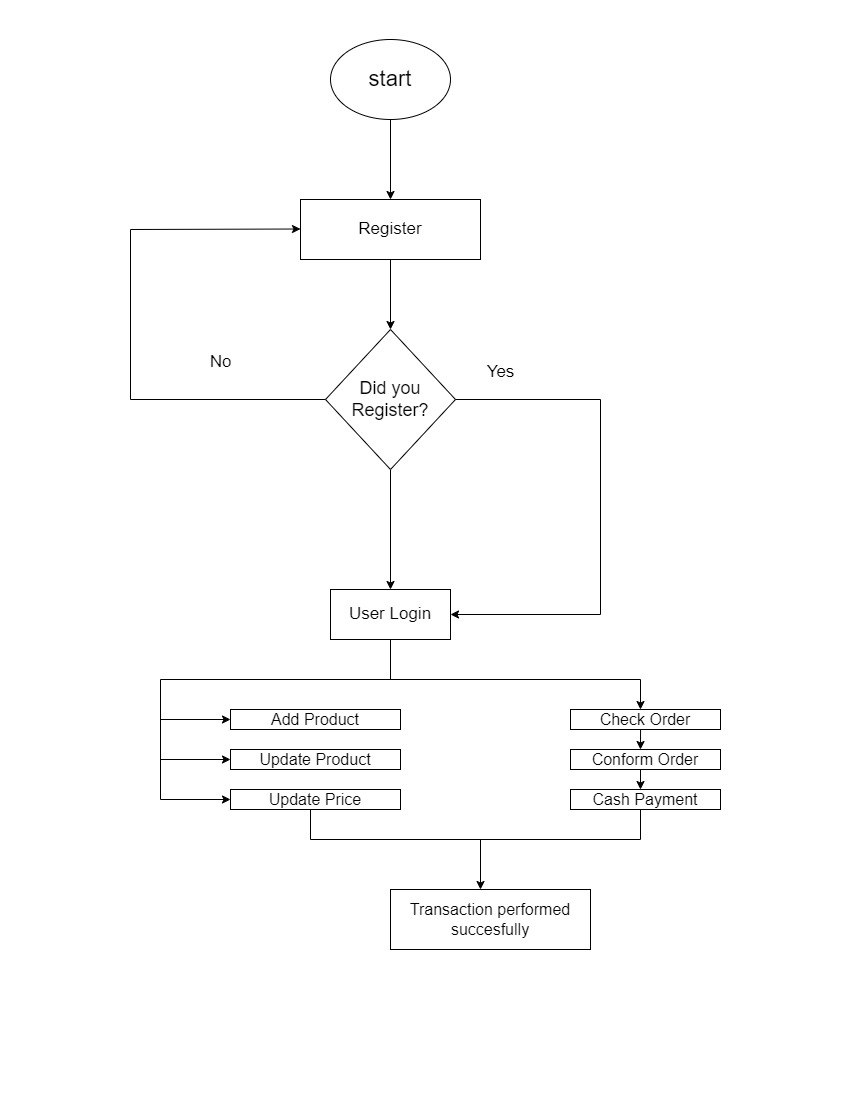 start
Register
No
Yes
Did you
Register?
User Login
Add Product
Check Order
Update Product
Conform Order
Update Price
Cash Payment
Transaction performed
succesfully